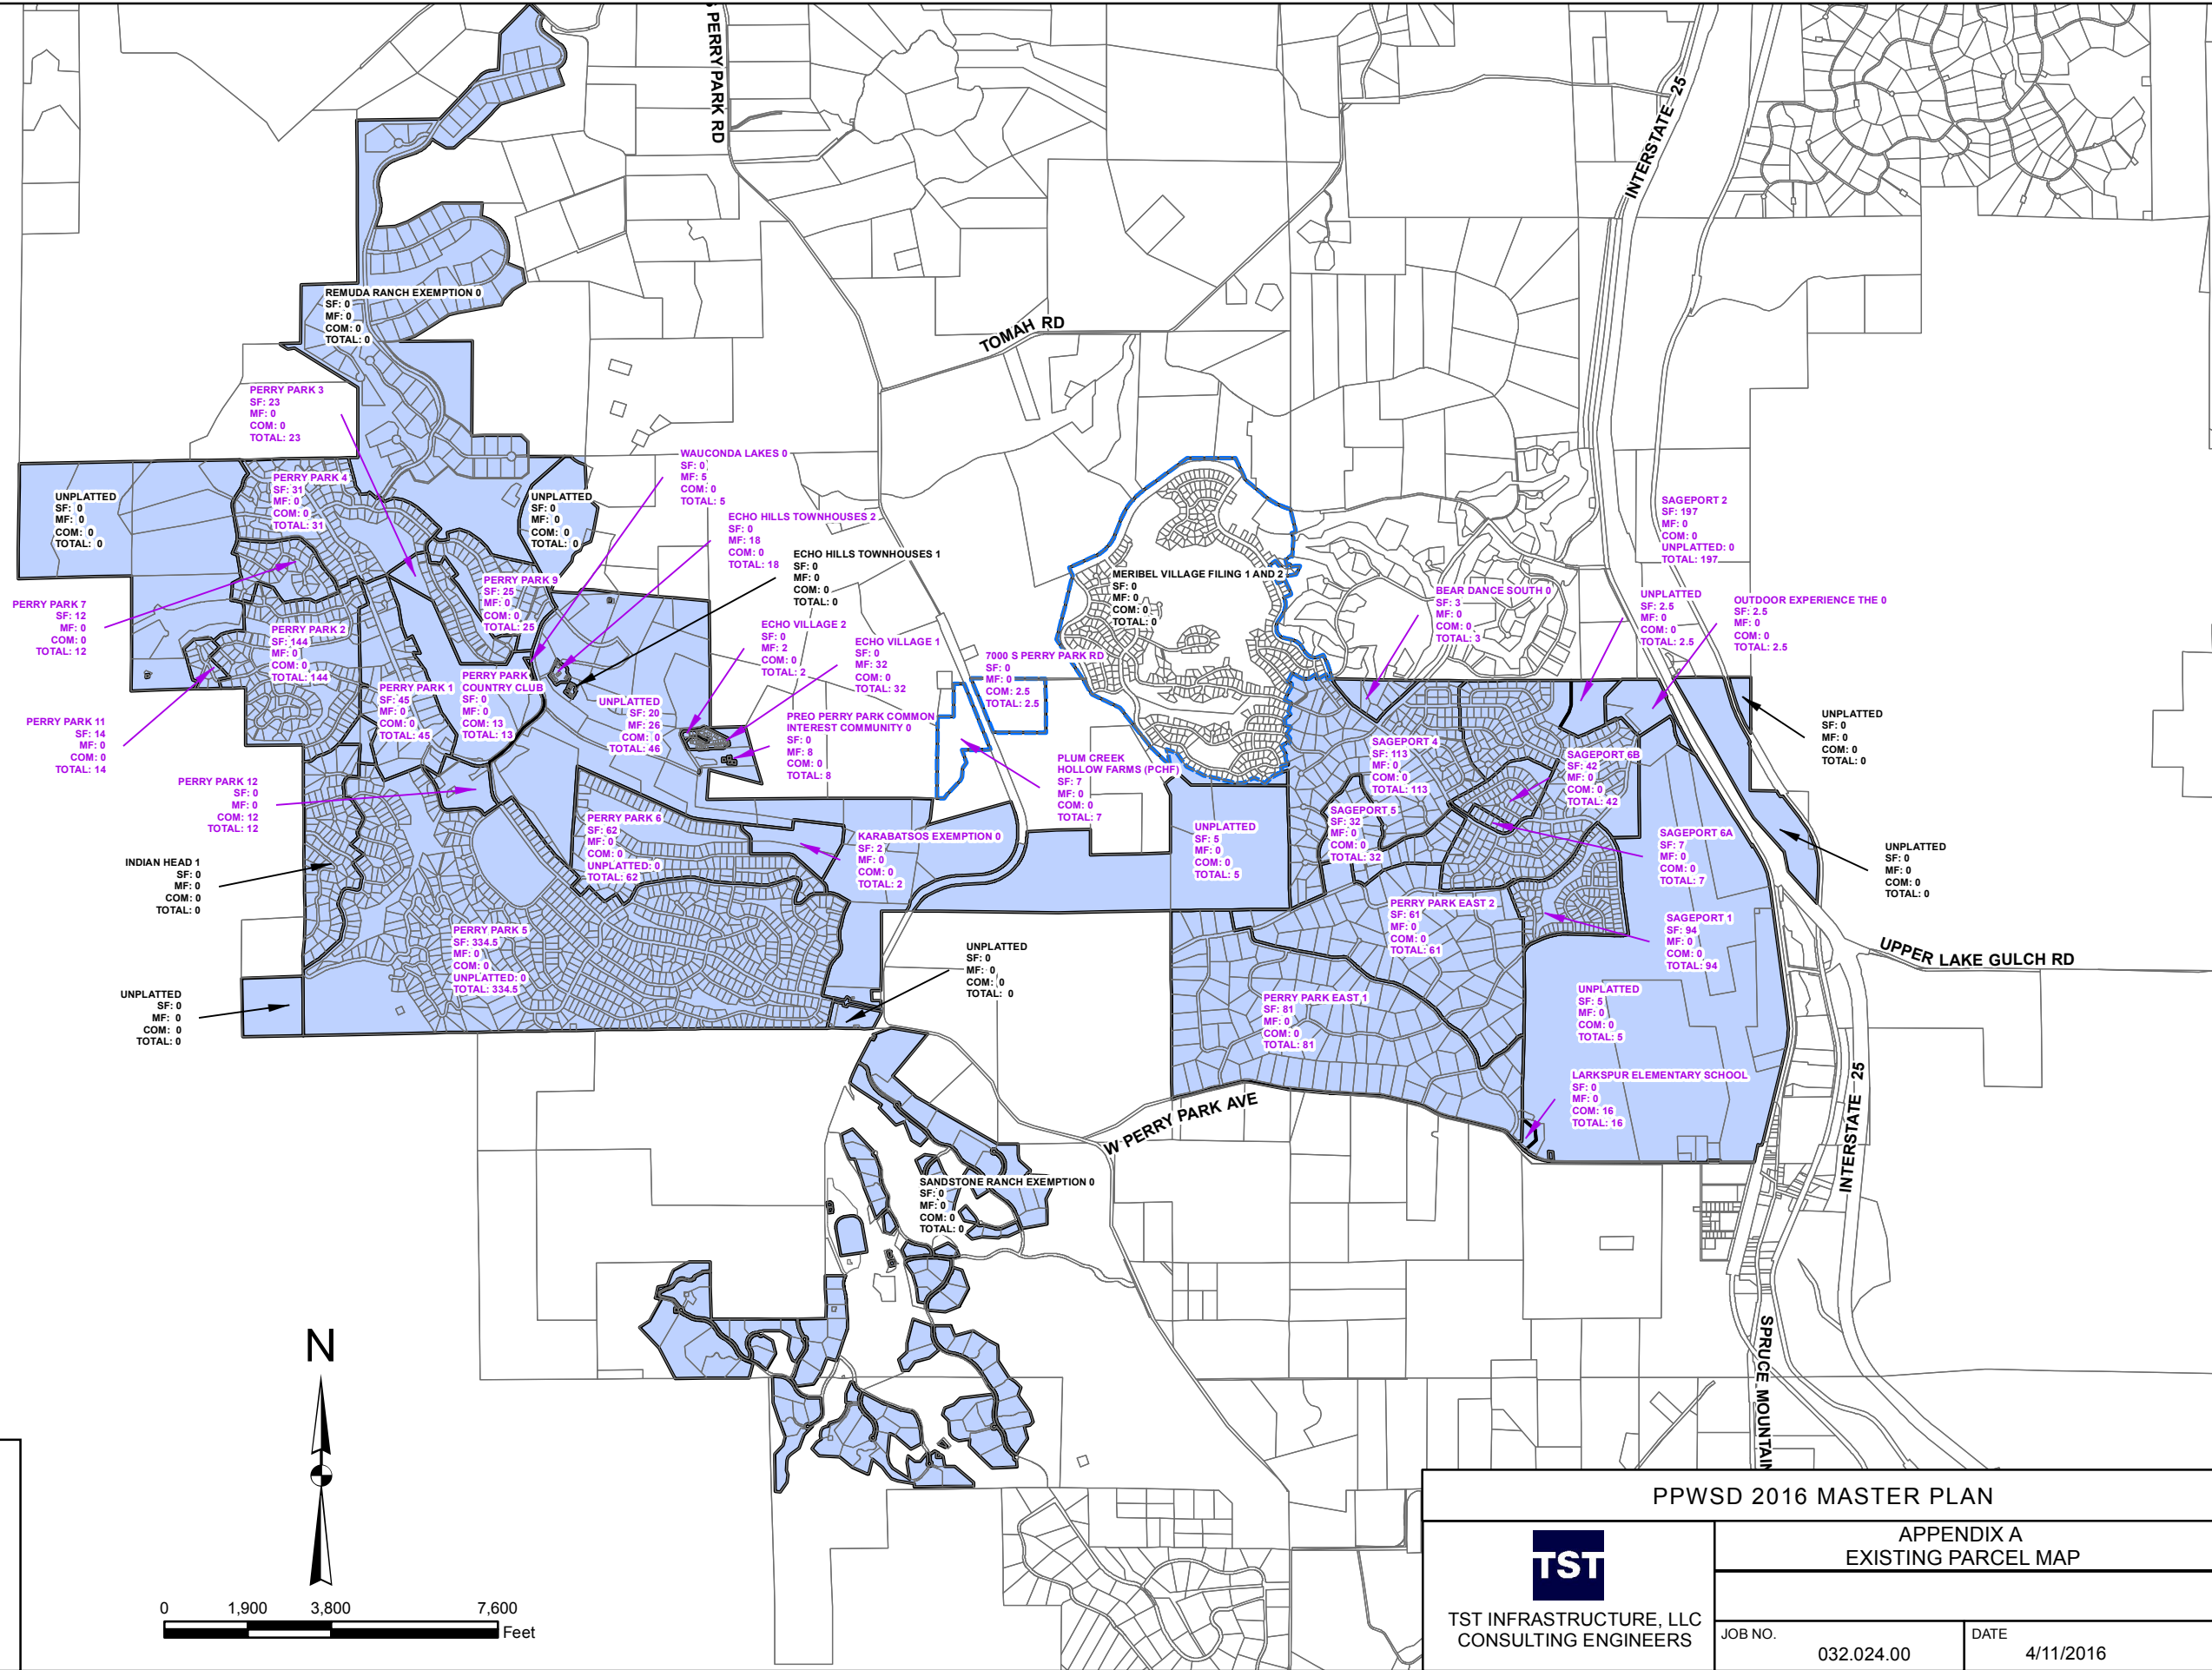 S PERRY PARK RD
INTERSTATE 25
TOMAH RD
REMUDA RANCH EXEMPTION 0
SF: 0
MF: 0
COM: 0
TOTAL: 0
PERRY PARK 3
SF: 23
MF: 0
COM: 0
TOTAL: 23
UNPLATTED
SF: 0
MF: 0
COM: 0
TOTAL: 0
PERRY PARK 4
SF: 31
MF: 0
COM: 0
TOTAL: 31
UNPLATTED
SF: 0
MF: 0
COM: 0
TOTAL: 0
WAUCONDA LAKES 0
SF: 0
MF: 5
COM: 0
TOTAL: 5
ECHO HILLS TOWNHOUSES 2
SF: 0
MF: 18
COM: 0
TOTAL: 18
ECHO HILLS TOWNHOUSES 1
SF: 0
MF: 0
COM: 0
TOTAL: 0
MERIBEL VILLAGE FILING 1 AND 2
SF: 0
MF: 0
COM: 0
TOTAL: 0
SAGEPORT 2
SF: 197
MF: 0
COM: 0
UNPLATTED: 0
TOTAL: 197
BEAR DANCE SOUTH 0
SF: 3
MF: 0
COM: 0
TOTAL: 3
UNPLATTED
SF: 2.5
MF: 0
COM: 0
TOTAL: 2.5
OUTDOOR EXPERIENCE THE 0
SF: 2.5
MF: 0
COM: 0
TOTAL: 2.5
PERRY PARK 7
SF: 12
MF: 0
COM: 0
TOTAL: 12
PERRY PARK 9
SF: 25
MF: 0
COM: 0
TOTAL: 25
PERRY PARK 2
SF: 144
MF: 0
COM: 0
TOTAL: 144
PERRY PARK 1
SF: 45
MF: 0
COM: 0
TOTAL: 45
PERRY PARK
COUNTRY CLUB
SF: 0
MF: 0
COM: 13
TOTAL: 13
UNPLATTED
SF: 20
MF: 26
COM: 0
TOTAL: 46
ECHO VILLAGE 2
SF: 0
MF: 2
COM: 0
TOTAL: 2
ECHO VILLAGE 1
SF: 0
MF: 32
COM: 0
TOTAL: 32
7000 S PERRY PARK RD
SF: 0
MF: 0
COM: 2.5
TOTAL: 2.5
PERRY PARK 11
SF: 14
MF: 0
COM: 0
TOTAL: 14
PREO PERRY PARK COMMON
INTEREST COMMUNITY 0
SF: 0
MF: 8
COM: 0
TOTAL: 8
PLUM CREEK
HOLLOW FARMS (PCHF)
SF: 7
MF: 0
COM: 0
TOTAL: 7
UNPLATTED
SF: 0
MF: 0
COM: 0
TOTAL: 0
SAGEPORT 4
SF: 113
MF: 0
COM: 0
TOTAL: 113
SAGEPORT 6B
SF: 42
MF: 0
COM: 0
TOTAL: 42
PERRY PARK 12
SF: 0
MF: 0
COM: 12
TOTAL: 12
PERRY PARK 6
SF: 62
MF: 0
COM: 0
UNPLATTED: 0
TOTAL: 62
KARABATSOS EXEMPTION 0
SF: 2
MF: 0
COM: 0
TOTAL: 2
UNPLATTED
SF: 5
MF: 0
COM: 0
TOTAL: 5
SAGEPORT 5
SF: 32
MF: 0
COM: 0
TOTAL: 32
SAGEPORT 6A
SF: 7
MF: 0
COM: 0
TOTAL: 7
UNPLATTED
SF: 0
MF: 0
COM: 0
TOTAL: 0
INDIAN HEAD 1
SF: 0
MF: 0
COM: 0
TOTAL: 0
PERRY PARK 5
SF: 334.5
MF: 0
COM: 0
UNPLATTED: 0
TOTAL: 334.5
UNPLATTED
SF: 0
MF: 0
COM: 0
TOTAL: 0
PERRY PARK EAST 2
SF: 61
MF: 0
COM: 0
TOTAL: 61
SAGEPORT 1
SF: 94
MF: 0
COM: 0
TOTAL: 94
UPPER LAKE GULCH RD
UNPLATTED
SF: 0
MF: 0
COM: 0
TOTAL: 0
PERRY PARK EAST 1
SF: 81
MF: 0
COM: 0
TOTAL: 81
UNPLATTED
SF: 5
MF: 0
COM: 0
TOTAL: 5
LARKSPUR ELEMENTARY SCHOOL
SF: 0
MF: 0
COM: 16
TOTAL: 16
W PERRY PARK AVE
INTERSTATE 25
SANDSTONE RANCH EXEMPTION 0
SF: 0
MF: 0
COM: 0
TOTAL: 0
SPRUCE MOUNTAIN
N
0 1,900 3,800 7,600
Feet
PPWSD 2016 MASTER PLAN
TST
TST INFRASTRUCTURE, LLC
CONSULTING ENGINEERS
APPENDIX A
EXISTING PARCEL MAP
JOB NO.
032.024.00
DATE
4/11/2016